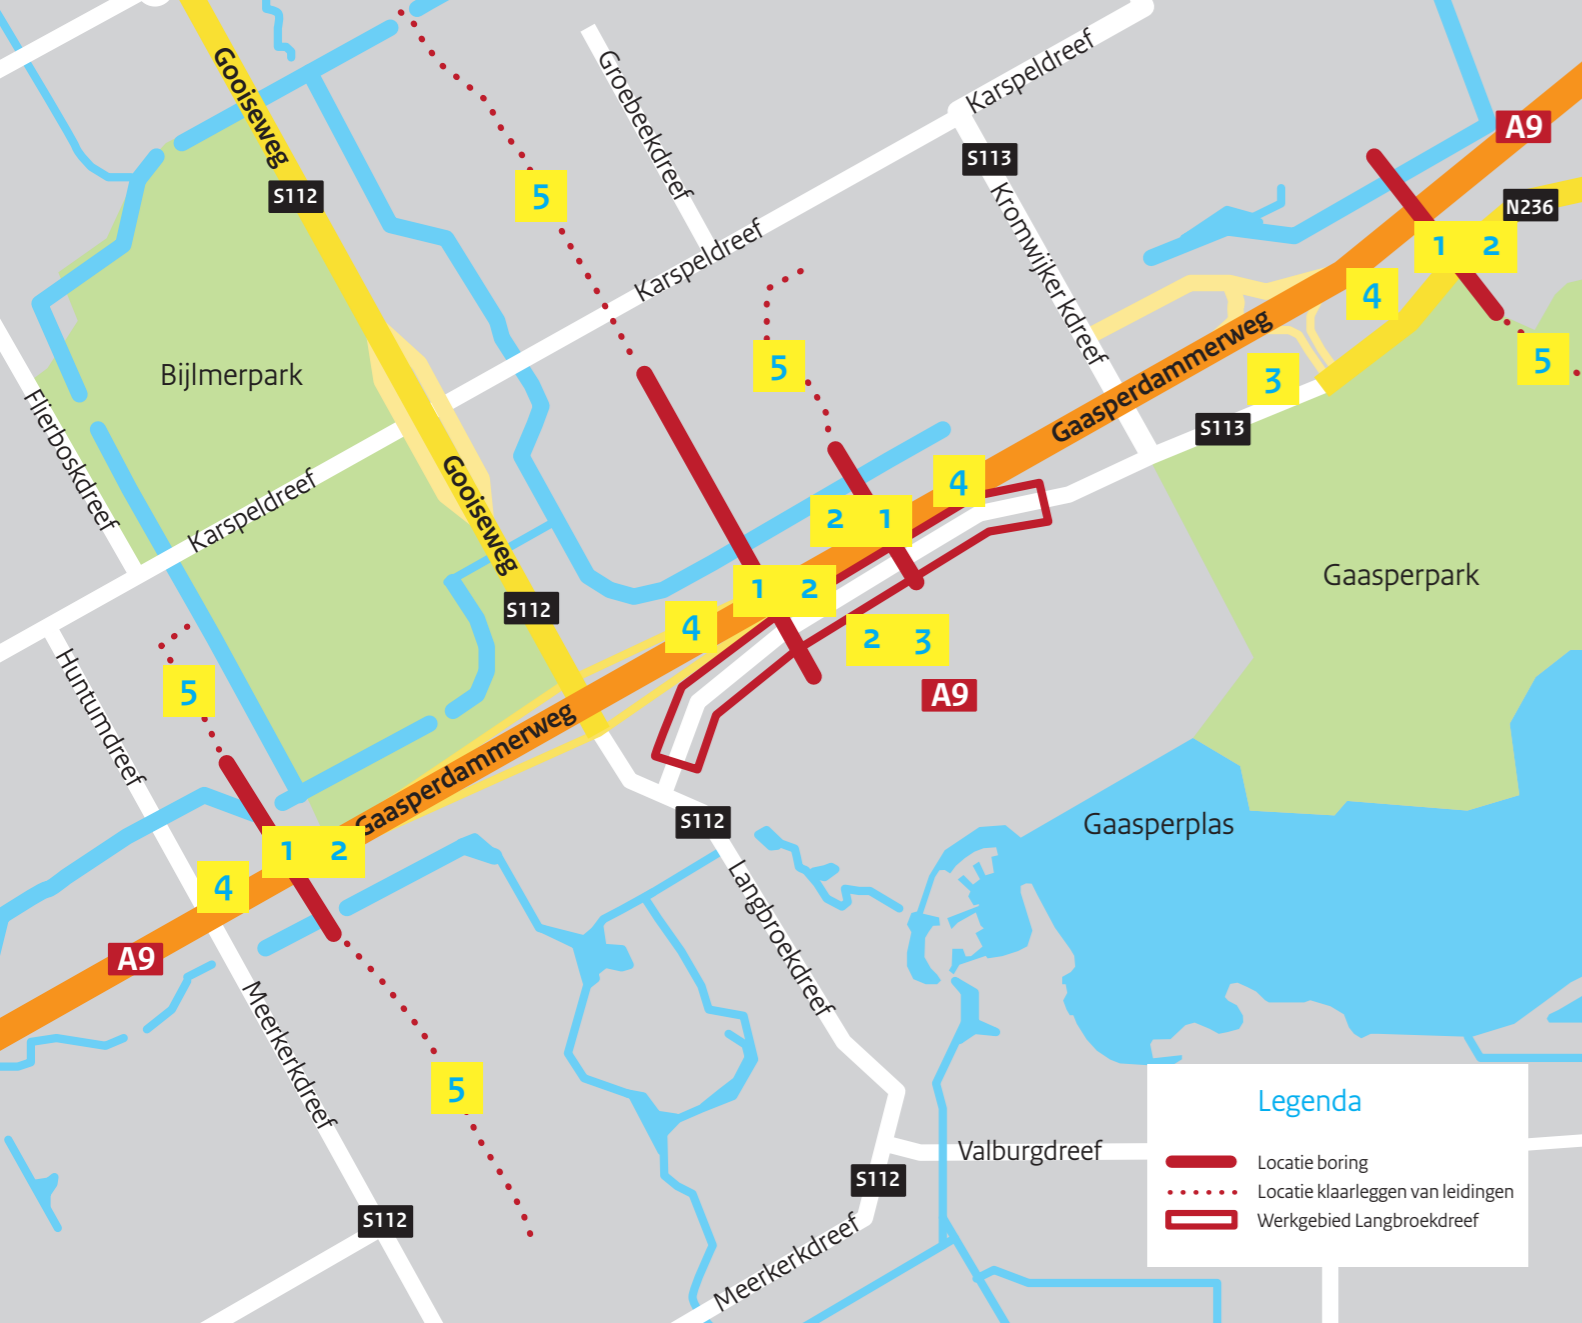 Gooiseweg
S112
5
Groebeekdreef
Karspeldreef
S113
A9
N236
1 2
4
Kromwijkerkdreef
Karspeldreef
5
3
5
Gaasperdammerweg
S113
Bijlmerpark
Flierboskdreef
Karspeldreef
Gooiseweg
S112
4
2 1
1 2
4
2 3
A9
Gaasperpark
Huntumdreef
5
Gaasperdammerweg
1 2
4
A9
S112
Gaasperplas
Langbroekdreef
Meerkerkdreef
5
S112
Valburgdreef
S112
Meerkerkdreef
Legenda
Locatie boring
Locatie klaarleggen van leidingen
Werkgebied Langbroekdreef